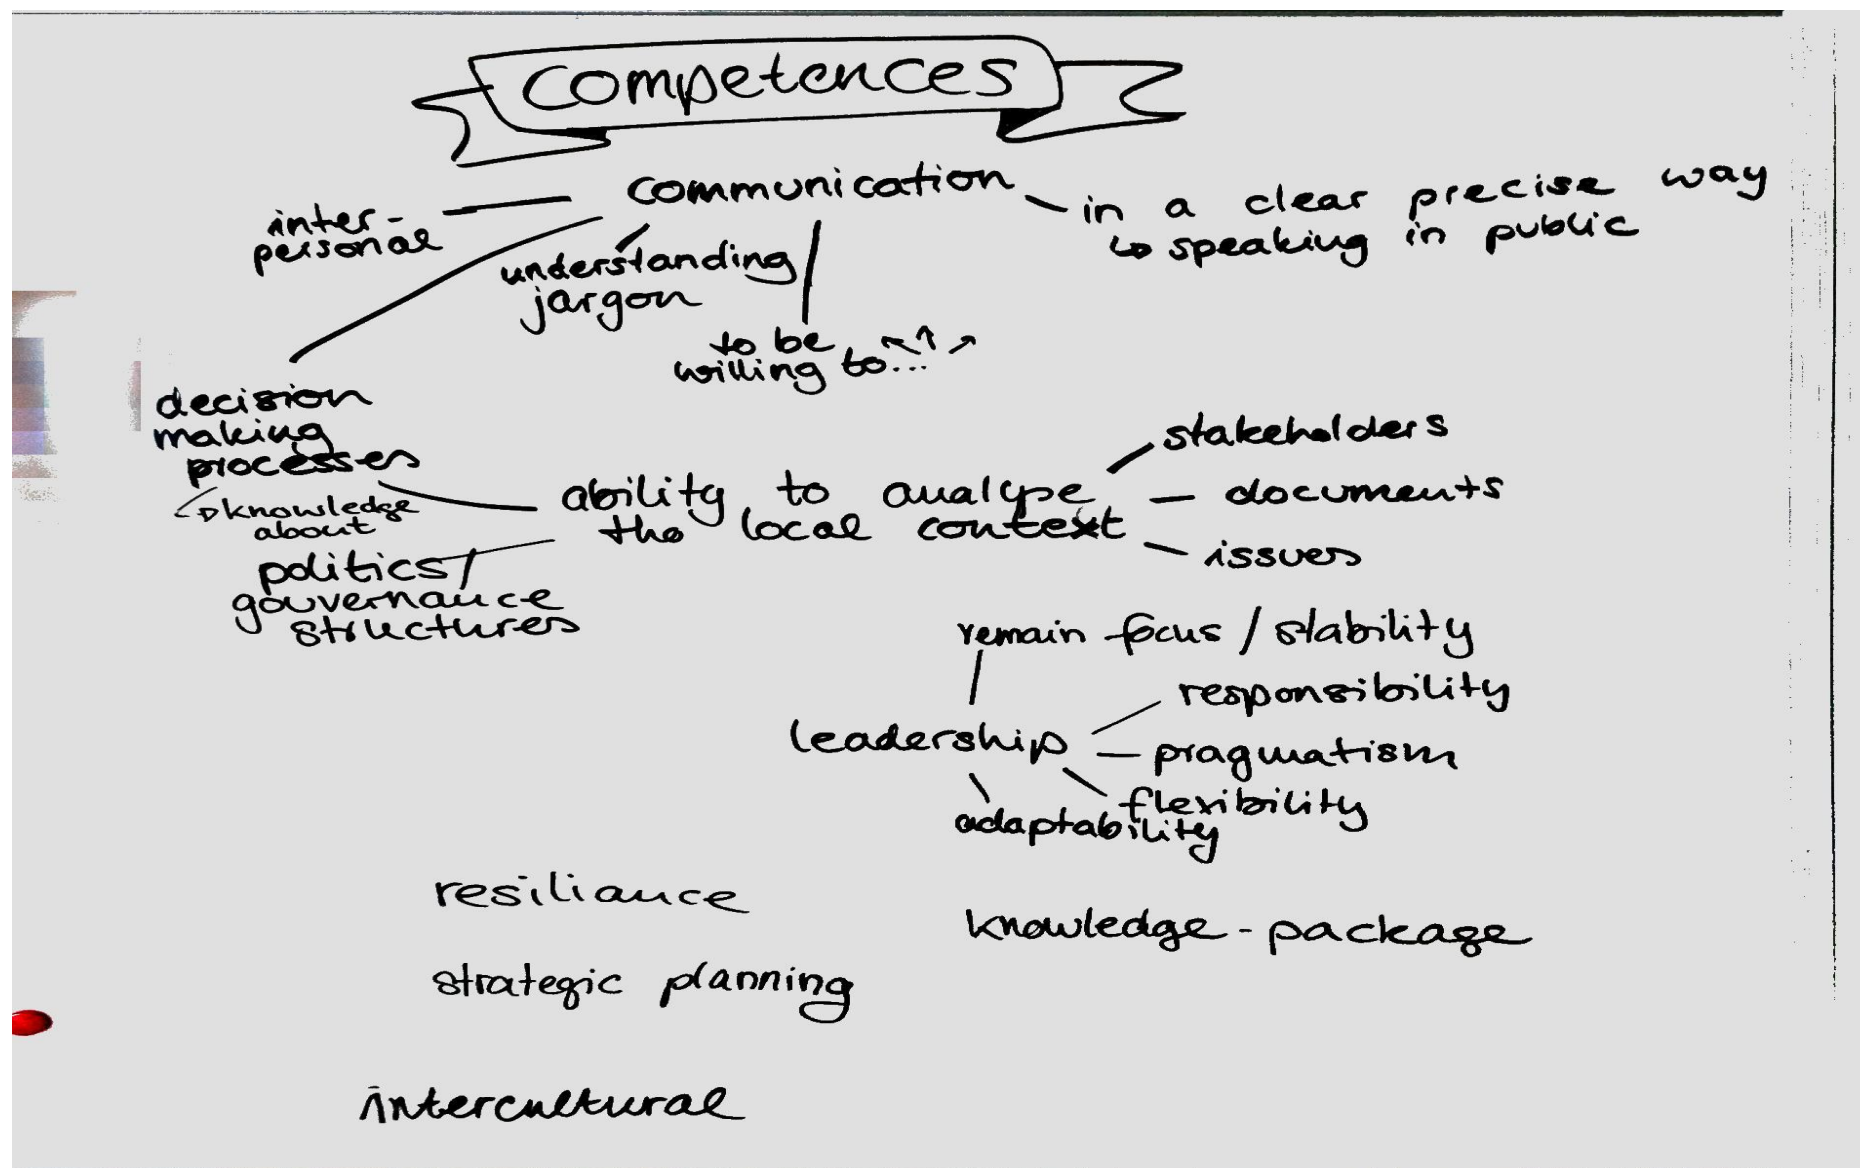 competences
communication
inter-
personal
in a clear precise way
↳ speaking in public
understanding
jargon
to be
willing to...
decision
making
processes
knowledge
about
politics/
gouvernance
structures
ability to analyse
the local context
stakeholders
documents
issues
remain focus / stability
leadership
responsibility
pragmatism
flexibility
adaptability
resiliance
knowledge-package
strategic planning
intercultural